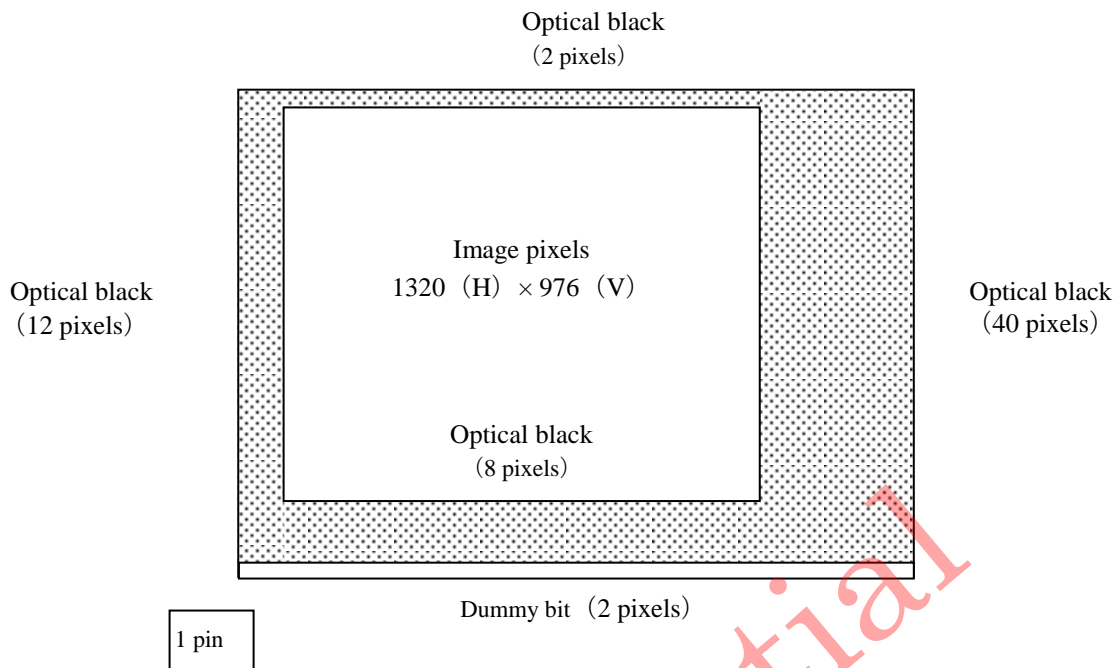 Optical black
（2 pixels）
Image pixels
1320（H）× 976（V）
Optical black
（12 pixels）
Optical black
（40 pixels）
Optical black
（8 pixels）
Dummy bit（2 pixels）
1 pin
tial